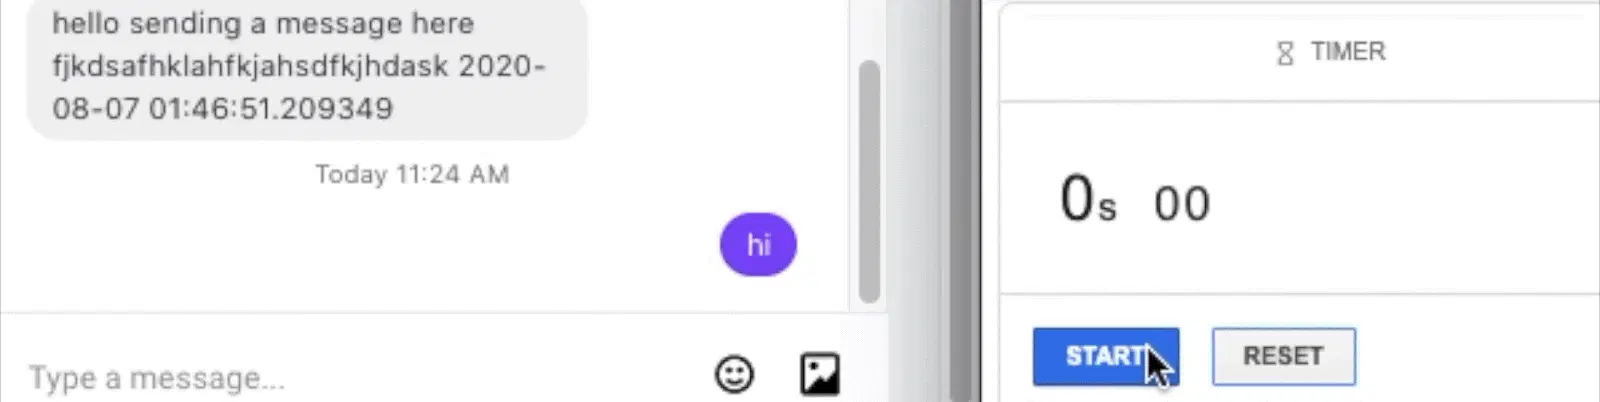 hello sending a message here
fjkdsafhklahfkjahsdfkjhdask 2020-
08-07 01:46:51.209349
Today 11:24 AM
hi
Type a message...
TIMER
0s 00
START
RESET